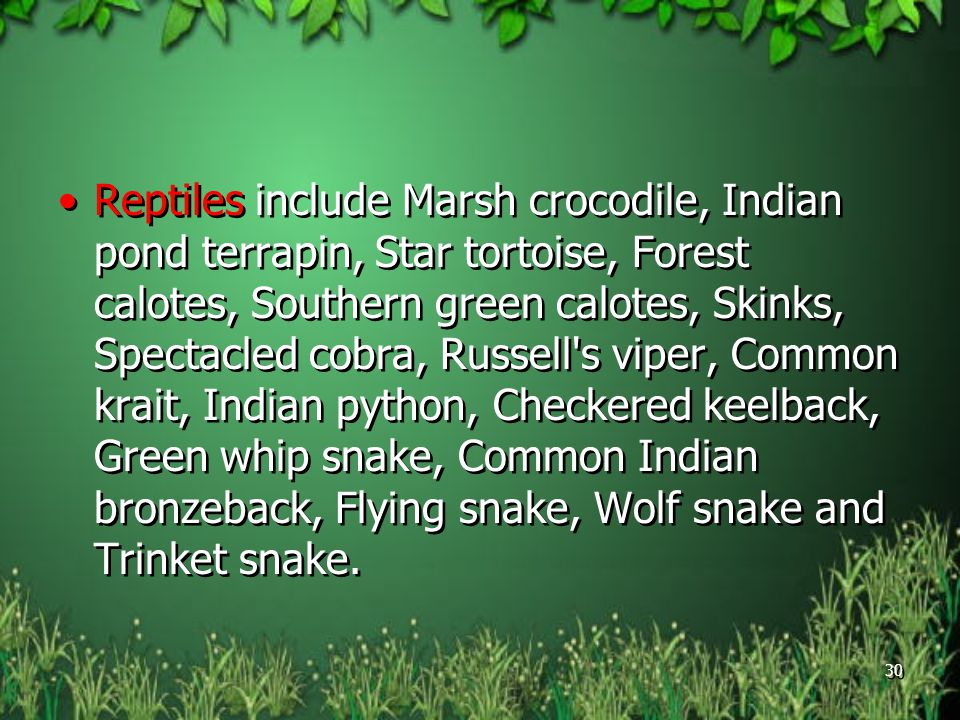 • Reptiles include Marsh crocodile, Indian
pond terrapin, Star tortoise, Forest
calotes, Southern green calotes, Skinks,
Spectacled cobra, Russell's viper, Common
krait, Indian python, Checkered keelback,
Green whip snake, Common Indian
bronzeback, Flying snake, Wolf snake and
Trinket snake.
30